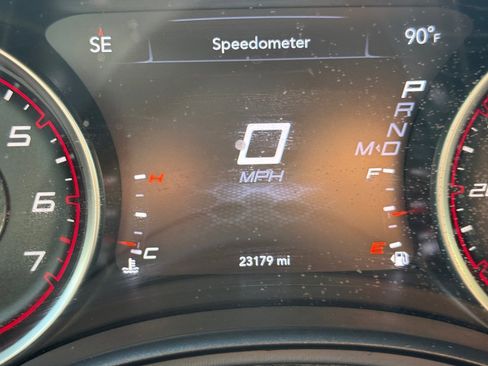 SE Speedometer 90°F
P
R
N
M D
0
MPH
H F
C E
23179 mi
5
6
7